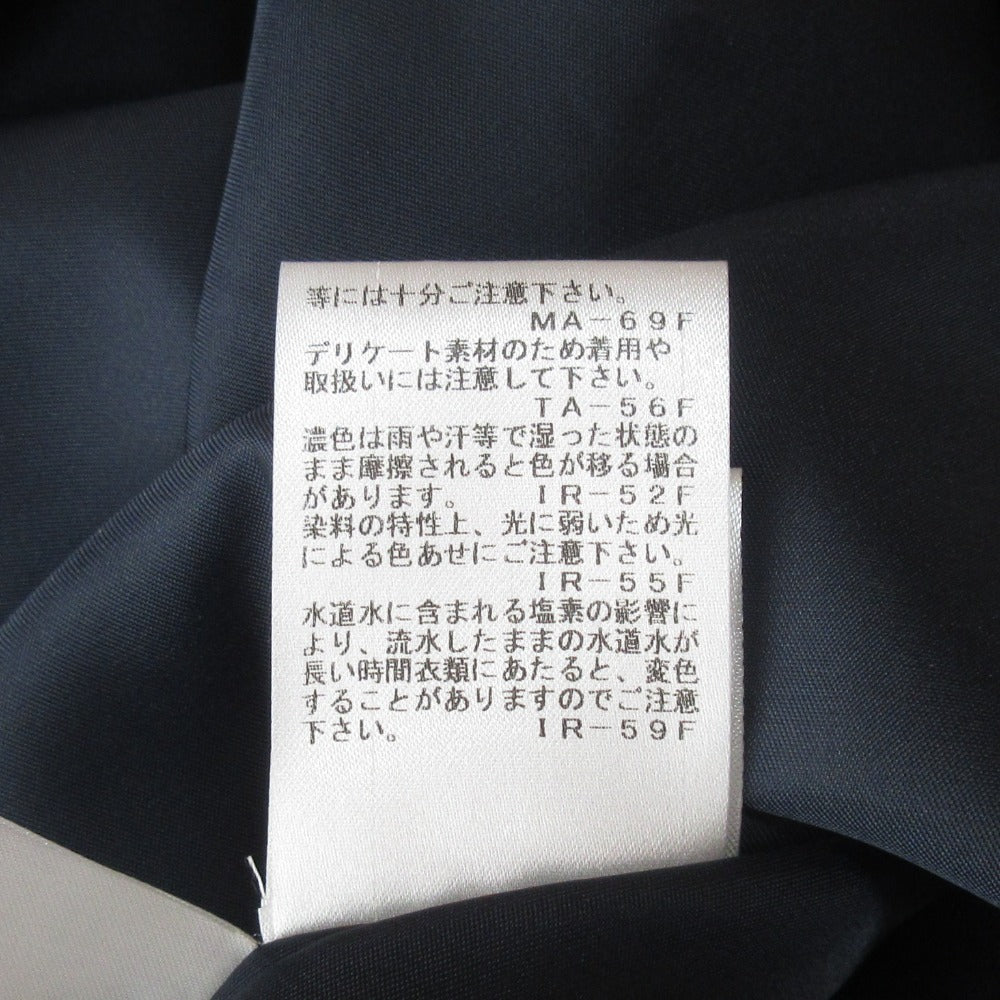 等には十分ご注意下さい。
MA－69F
デリケート素材のため着用や
取扱いには注意して下さい。
TA－56F
濃色は雨や汗等で湿った状態の
まま摩擦されると色が移る場合
があります。 IR－52F
染料の特性上、光に弱いため光
による色あせにご注意下さい。
IR－55F
水道水に含まれる塩素の影響に
より、流水したままの水道水が
長い時間衣類にあたると、変色
することがありますのでご注意
下さい。 IR－59F